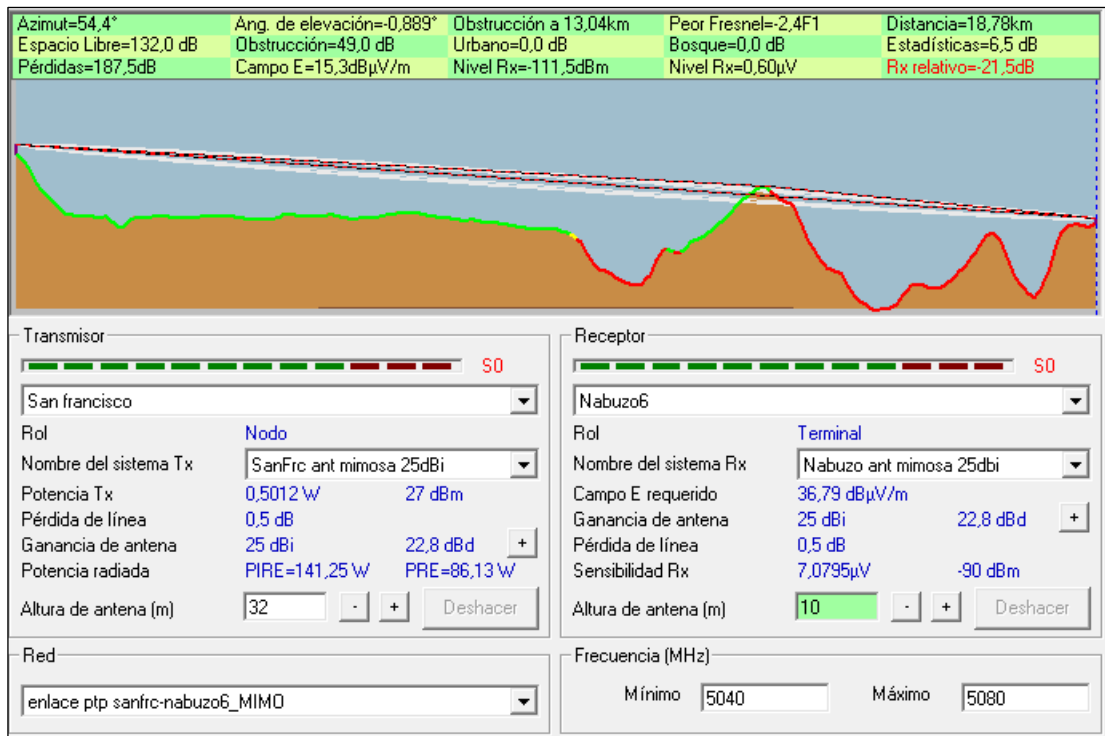 Azimut=54,4° Ang. de elevación=-0,889° Obstrucción a 13,04km Peor Fresnel=-2,4F1 Distancia=18,78km
Espacio Libre=132,0 dB Obstrucción=49,0 dB Urbano=0,0 dB Bosque=0,0 dB Estadísticas=6,5 dB
Pérdidas=187,5dB Campo E=15,3dBµV/m Nivel Rx=-111,5dBm Nivel Rx=0,60µV Rx relativo=-21,5dB
Transmisor
S0
San francisco
Rol Nodo
Nombre del sistema Tx SanFrc ant mimosa 25dBi
Potencia Tx 0,5012 W 27 dBm
Pérdida de línea 0,5 dB
Ganancia de antena 25 dBi 22,8 dBd +
Potencia radiada PIRE=141,25 W PRE=86,13 W
Altura de antena (m) 32 - + Deshacer
Receptor
S0
Nabuzo6
Rol Terminal
Nombre del sistema Rx Nabuzo ant mimosa 25dbi
Campo E requerido 36,79 dBµV/m
Ganancia de antena 25 dBi 22,8 dBd +
Pérdida de línea 0,5 dB
Sensibilidad Rx 7,0795µV -90 dBm
Altura de antena (m) 10 - + Deshacer
Red
enlace ptp sanfrc-nabuzo6_MIMO
Frecuencia (MHz)
Mínimo 5040 Máximo 5080